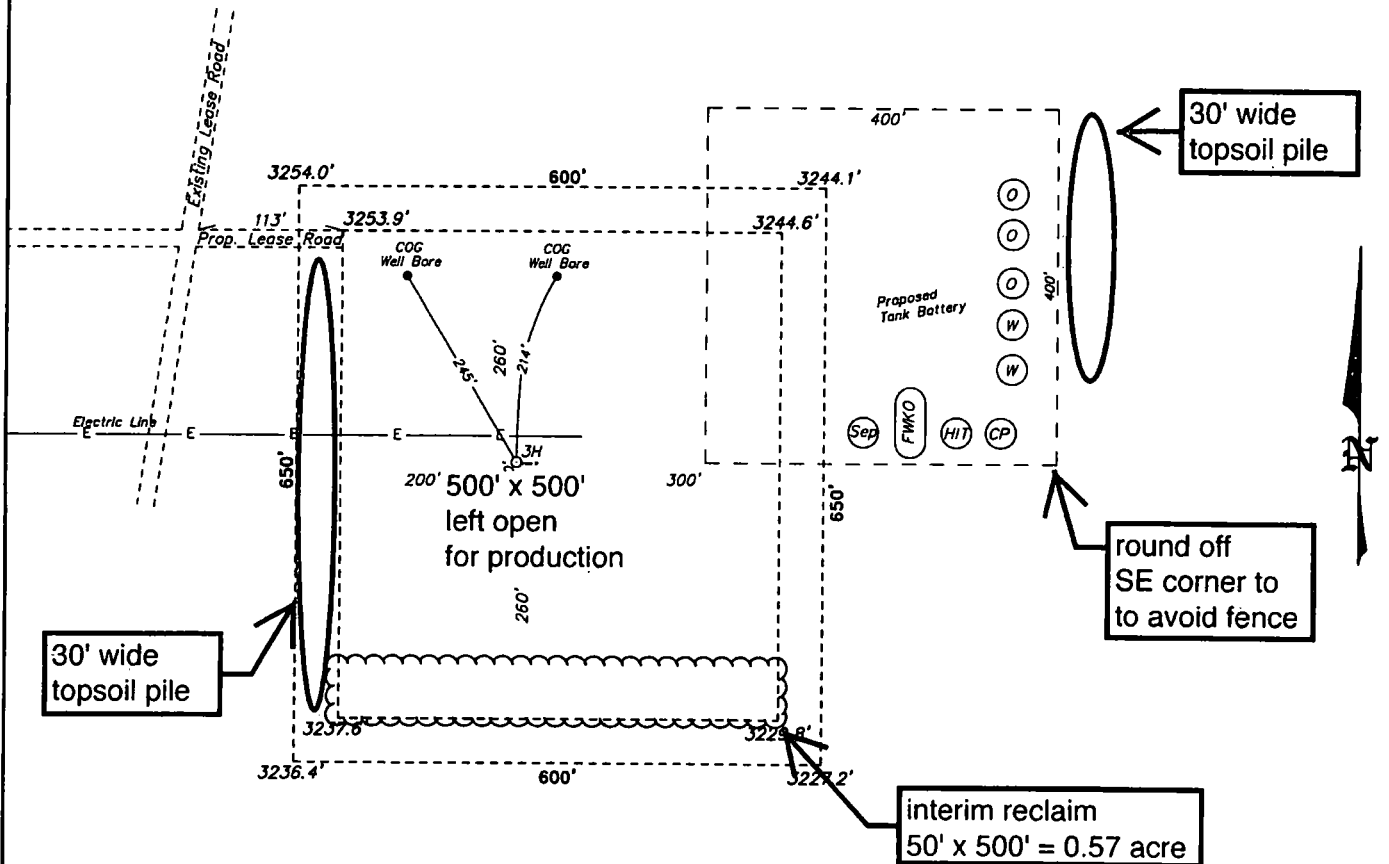 Existing Lease Road
400'
30' wide
topsoil pile
3254.0'
600'
3244.1'
113'
3253.9'
3244.6'
Prop. Lease Road
COG
Well Bore
COG
Well Bore
O
O
O
W
W
400'
Proposed
Tank Battery
245'
260'
214'
Electric Line
E
E
E
E
E
Sep
FWKO
H|T
CP
3H
650'
200'
300'
500' x 500'
left open
for production
650'
260'
round off
SE corner to
to avoid fence
30' wide
topsoil pile
3237.6'
3229.8'
3236.4'
600'
3227.2'
interim reclaim
50' x 500' = 0.57 acre